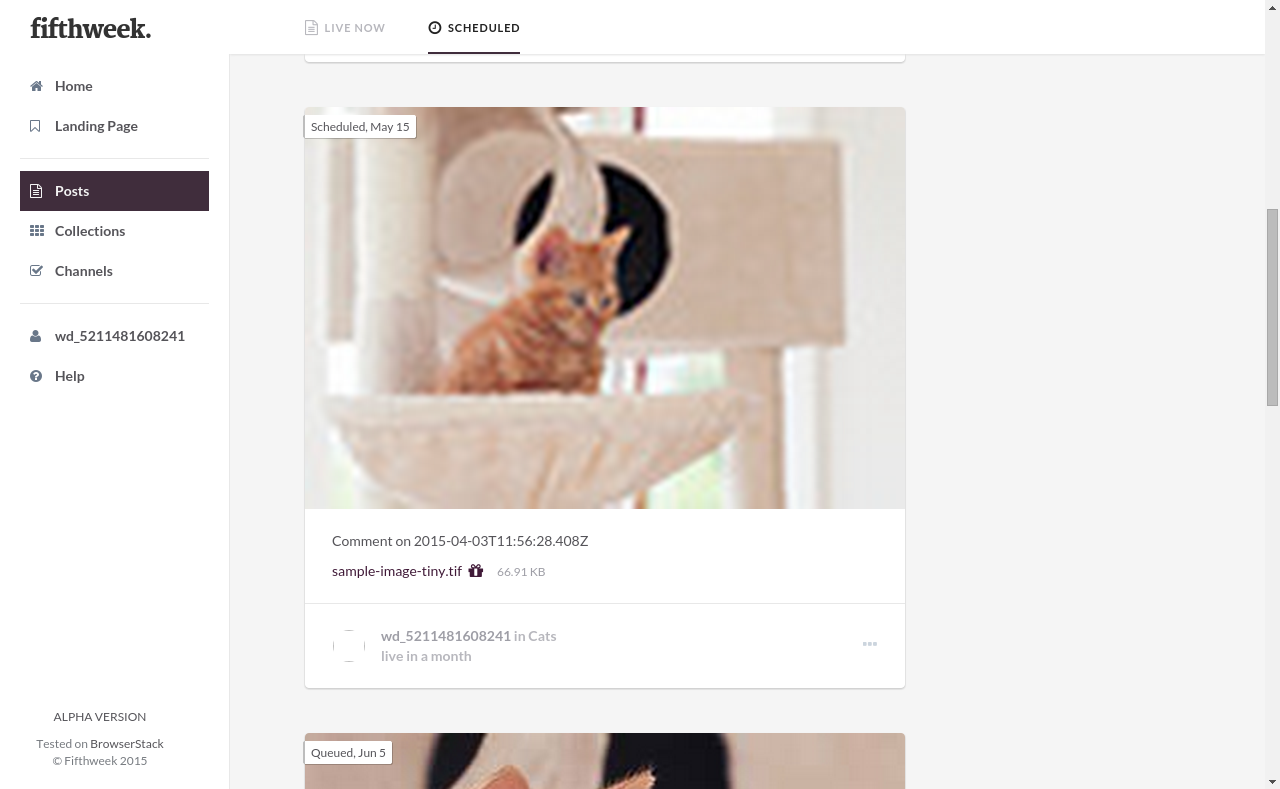 fifthweek.
LIVE NOW
SCHEDULED
Home
Landing Page
Posts
Collections
Channels
wd_5211481608241
Help
ALPHA VERSION
Tested on BrowserStack
© Fifthweek 2015
Scheduled, May 15
Comment on 2015-04-03T11:56:28.408Z
sample-image-tiny.tif 66.91 KB
wd_5211481608241 in Cats
live in a month
Queued, Jun 5